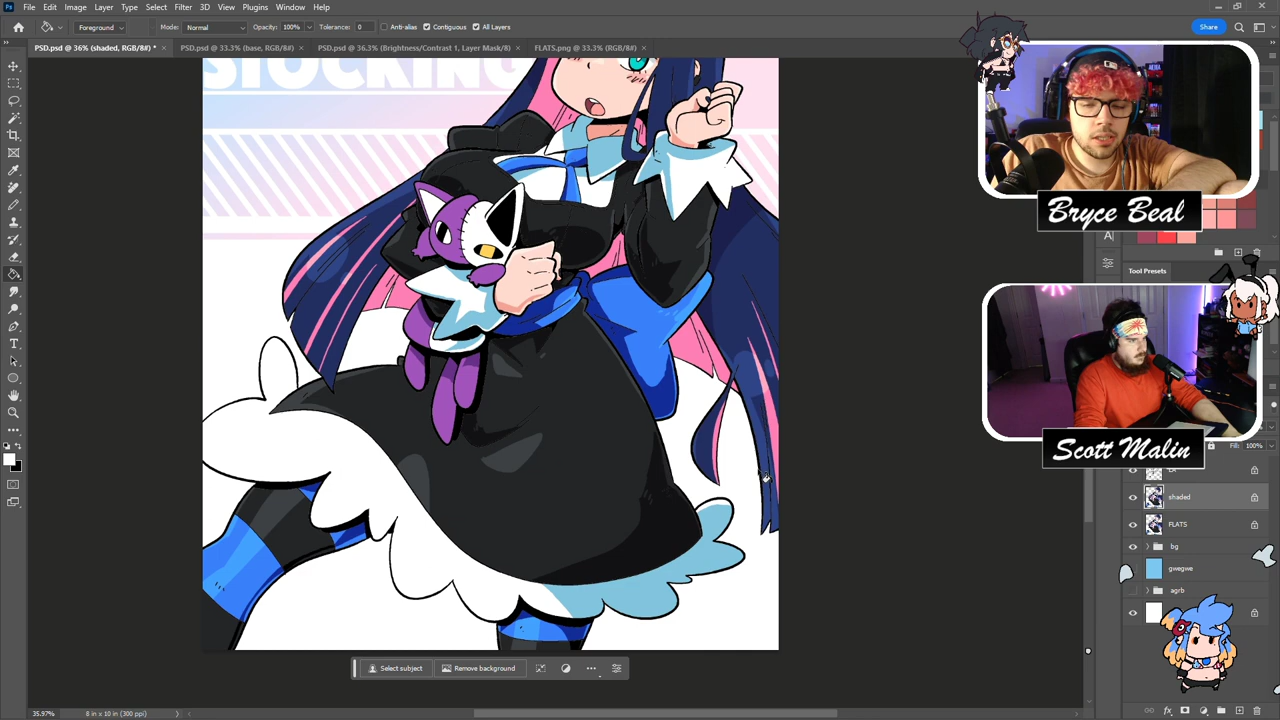 Ps File Edit Image Layer Type Select Filter 3D View Plugins Window Help
Foreground Mode: Normal Opacity: 100% Tolerance: 0 Anti-alias Contiguous All Layers Share
PSD.psd @ 36% (shaded, RGB/8#) * × PSD.psd @ 33.3% (base, RGB/8#) × PSD.psd @ 36.3% (Brightness/Contrast 1, Layer Mask/8) × FLATS.png @ 33.3% (RGB/8#) ×
STOCKING
Bryce Beal
Tool Presets
Scott Malin
Fill: 100%
shaded
FLATS
bg
gwegwe
agrb
Select subject Remove background
35.97% 8 in x 10 in (300 ppi)